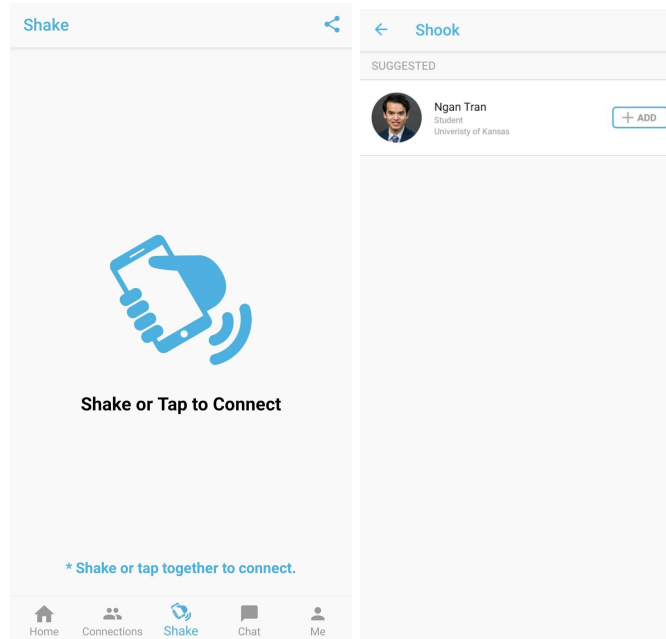 Shake
Shake or Tap to Connect
* Shake or tap together to connect.
Home Connections Shake Chat Me
Shook
SUGGESTED
Ngan Tran
Student
Univeristy of Kansas
+ ADD